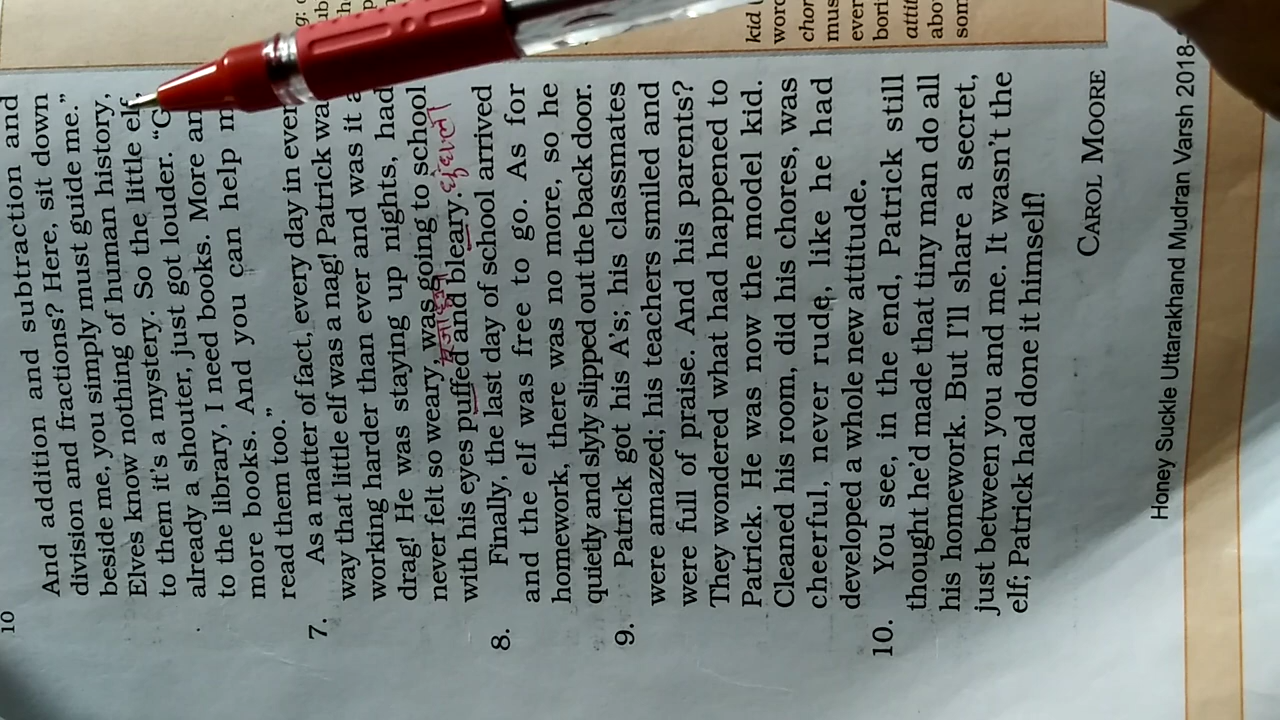 10
And addition and subtraction and
division and fractions? Here, sit down
beside me, you simply must guide me.”
Elves know nothing of human history,
to them it’s a mystery. So the little elf,
already a shouter, just got louder.
to the library, I need books. More
more books. And you can help
read them too.”
7. As a matter of fact, every day in
way that little elf was a nag! Patrick
working harder than ever and was it
drag! He was staying up nights, had
never felt so weary, was going to school
with his eyes puffed and bleary. धुंधली
8. Finally, the last day of school arrived
and the elf was free to go. As for
homework, there was no more, so he
quietly and slyly slipped out the back door.
9. Patrick got his A’s; his classmates
were amazed; his teachers smiled and
were full of praise. And his parents?
They wondered what had happened to
Patrick. He was now the model kid.
Cleaned his room, did his chores, was
cheerful, never rude, like he had
developed a whole new attitude.
10. You see, in the end, Patrick still
thought he’d made that tiny man do all
his homework. But I’ll share a secret,
just between you and me. It wasn’t the
elf; Patrick had done it himself!
CAROL MOORE
Honey Suckle Uttarakhand Mudran Varsh 2018-
kid